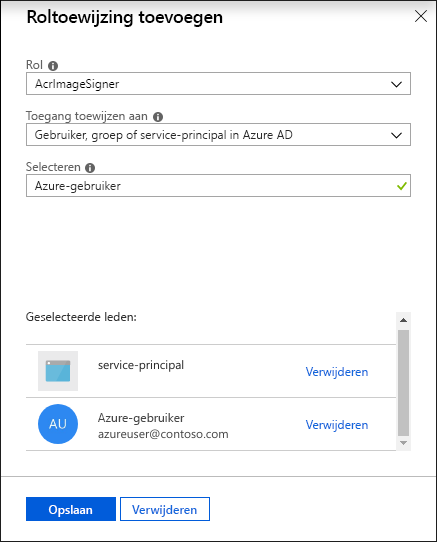 Roltoewijzing toevoegen
Rol
AcrImageSigner
Toegang toewijzen aan
Gebruiker, groep of service-principal in Azure AD
Selecteren
Azure-gebruiker
Geselecteerde leden:
service-principal
Verwijderen
AU
Azure-gebruiker
azureuser@contoso.com
Verwijderen
Opslaan
Verwijderen